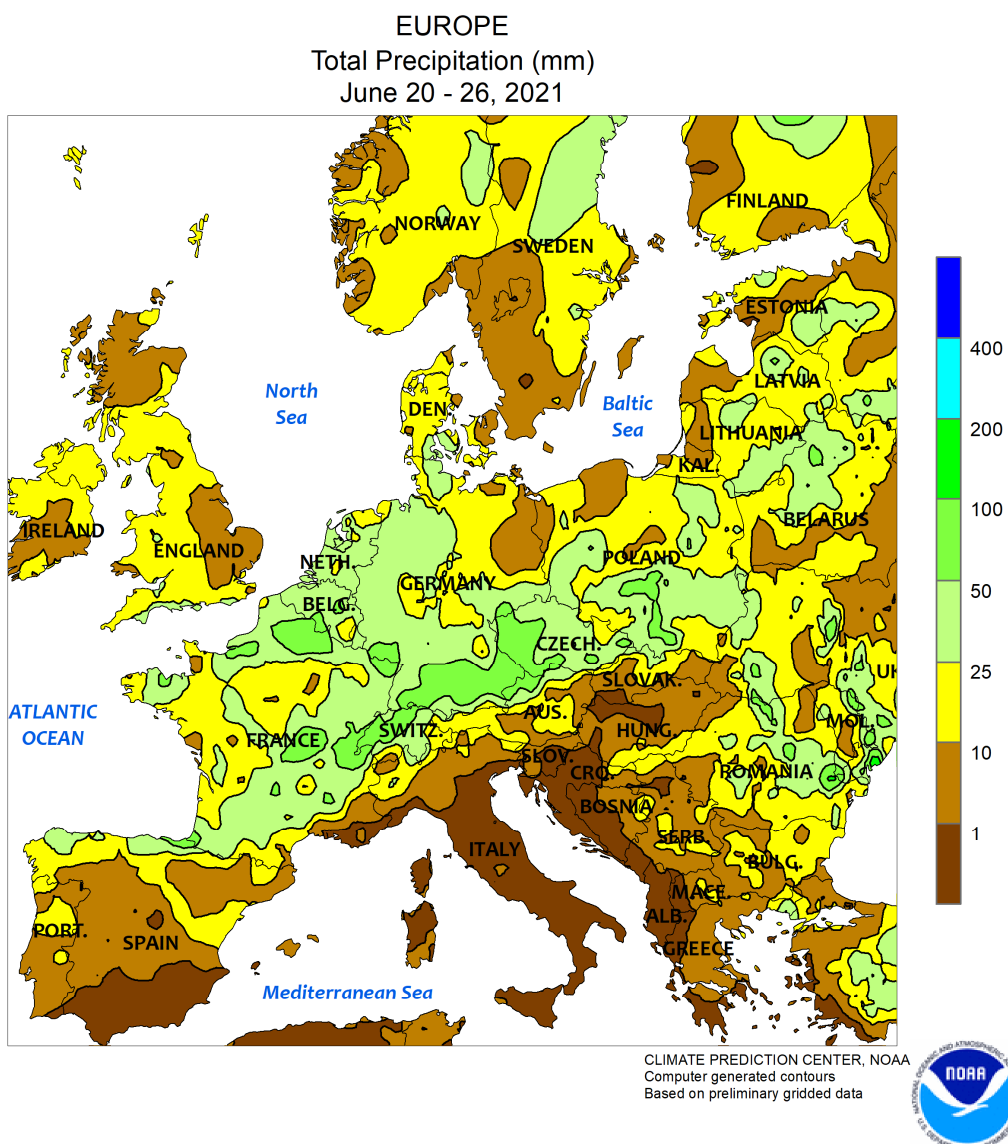 EUROPE
Total Precipitation (mm)
June 20 - 26, 2021
NORWAY
SWEDEN
FINLAND
ESTONIA
LATVIA
LITHUANIA
KAL.
BELARUS
North
Sea
Baltic
Sea
DEN
IRELAND
ENGLAND
NETH.
BELG.
GERMANY
POLAND
CZECH.
SLOVAK.
UK
ATLANTIC
OCEAN
FRANCE
SWITZ.
AUS.
HUNG.
MOL.
SLOV.
CRO.
ROMANIA
BOSNIA
SERB.
ITALY
BULG.
MACE.
ALB.
GREECE
PORT.
SPAIN
Mediterranean Sea
400
200
100
50
25
10
1
CLIMATE PREDICTION CENTER, NOAA
Computer generated contours
Based on preliminary gridded data
NOAA